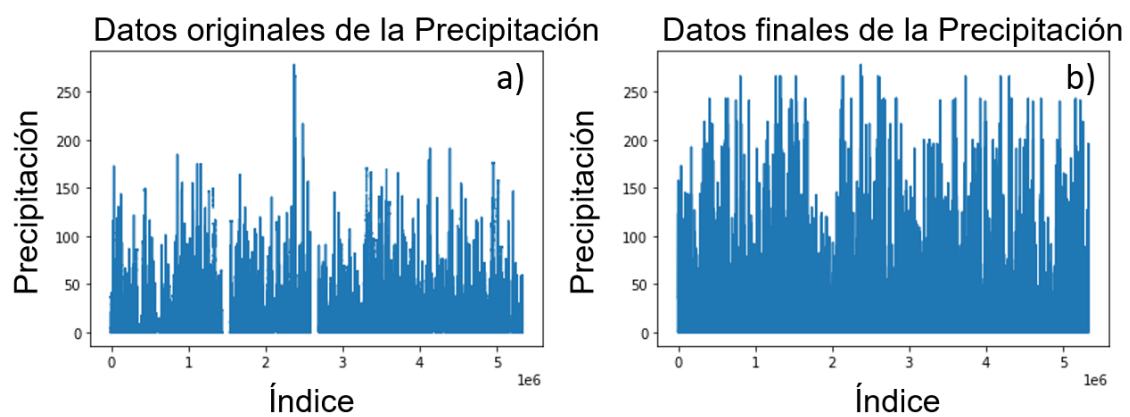 Datos originales de la Precipitación
a)
Precipitación
250
200
150
100
50
0
0 1 2 3 4 5
1e6
Índice
Datos finales de la Precipitación
b)
Precipitación
250
200
150
100
50
0
0 1 2 3 4 5
1e6
Índice